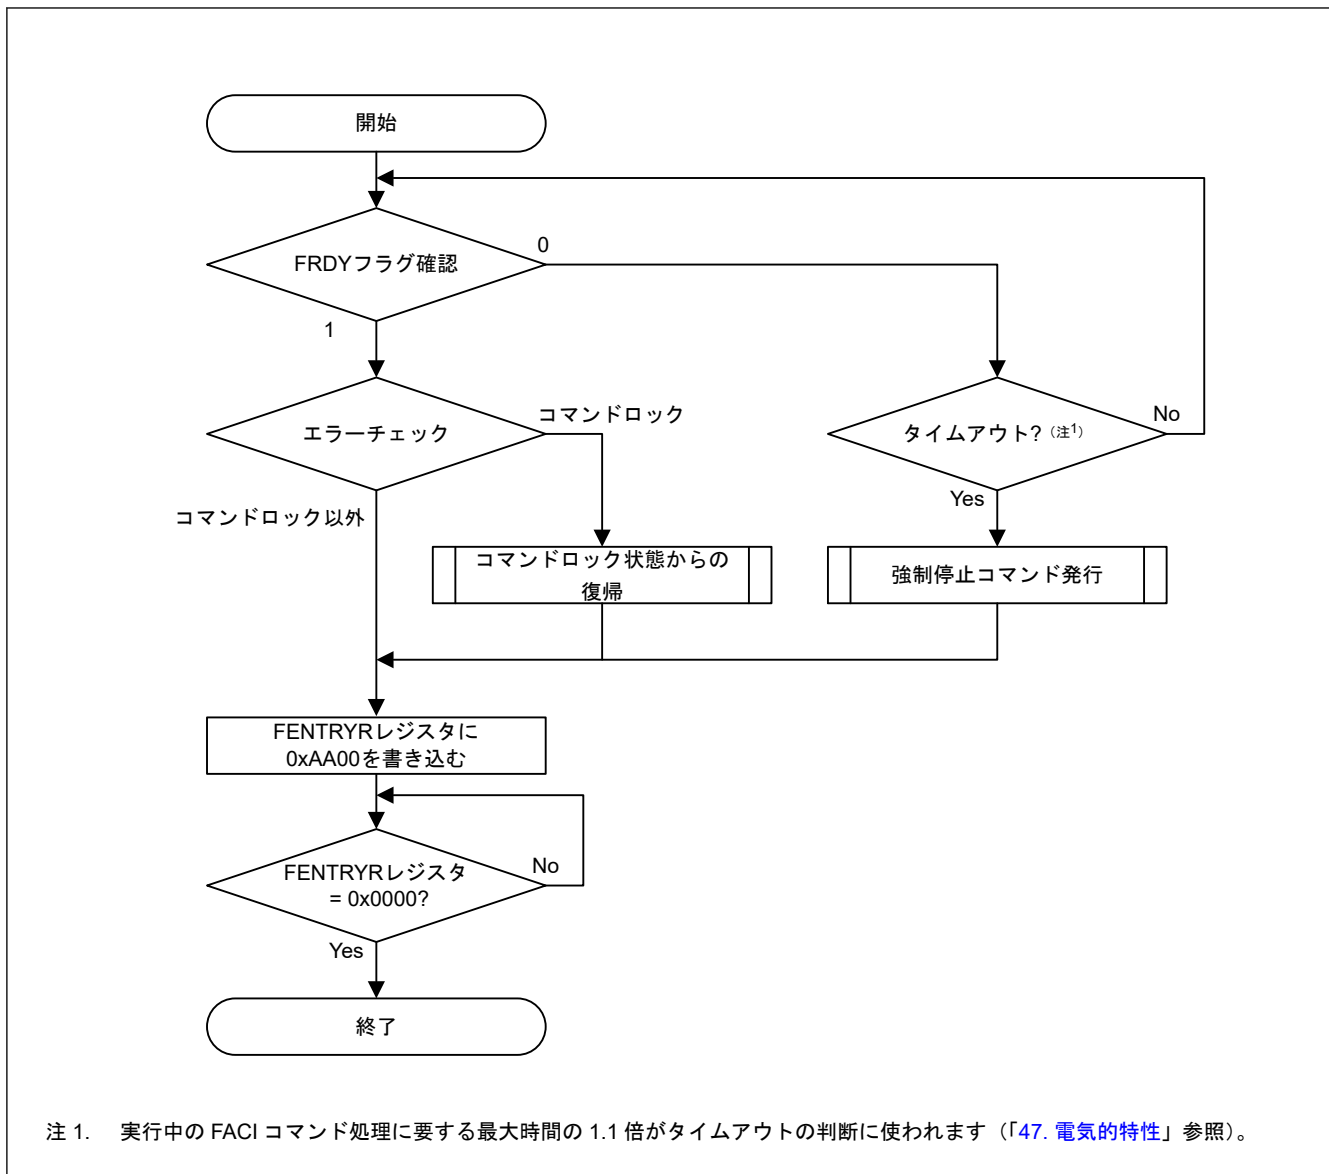 開始
FRDYフラグ確認
0
1
エラーチェック
コマンドロック
タイムアウト? (注1)
No
Yes
コマンドロック以外
コマンドロック状態からの
復帰
強制停止コマンド発行
FENTRYRレジスタに
0xAA00を書き込む
FENTRYRレジスタ
= 0x0000?
No
Yes
終了
注 1. 実行中の FACI コマンド処理に要する最大時間の 1.1 倍がタイムアウトの判断に使われます（「47. 電気的特性」参照）。